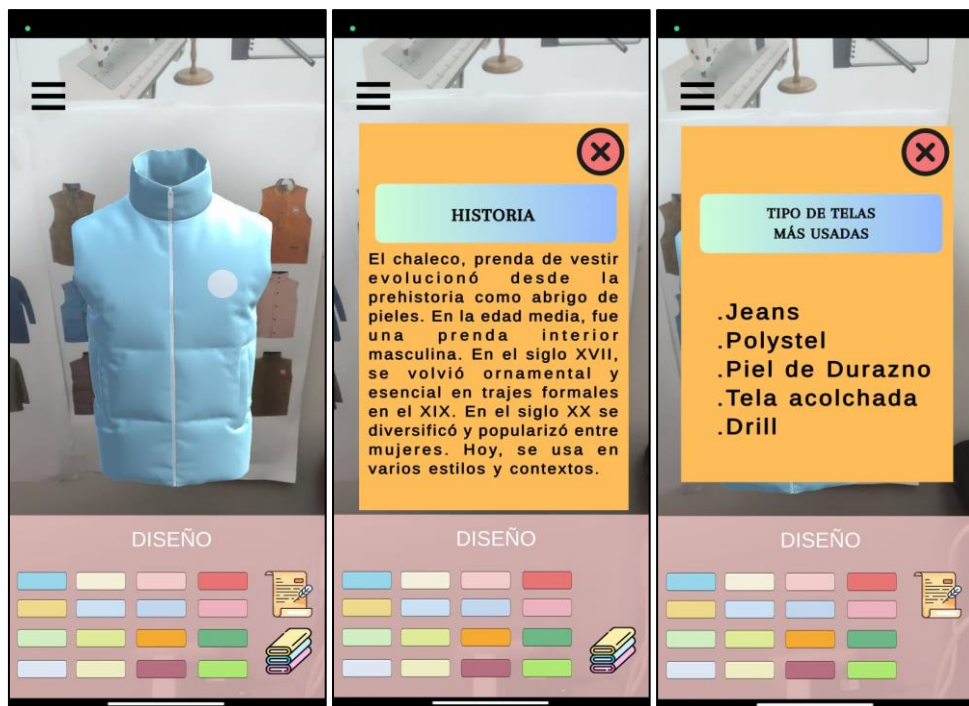 DISEÑO
HISTORIA
El chaleco, prenda de vestir
evolucionó desde la
prehistoria como abrigo de
pieles. En la edad media, fue
una prenda interior
masculina. En el siglo XVII,
se volvió ornamental y
esencial en trajes formales
en el XIX. En el siglo XX se
diversificó y popularizó entre
mujeres. Hoy, se usa en
varios estilos y contextos.
DISEÑO
TIPO DE TELAS
MÁS USADAS
.Jeans
.Polystel
.Piel de Durazno
.Tela acolchada
.Drill
DISEÑO